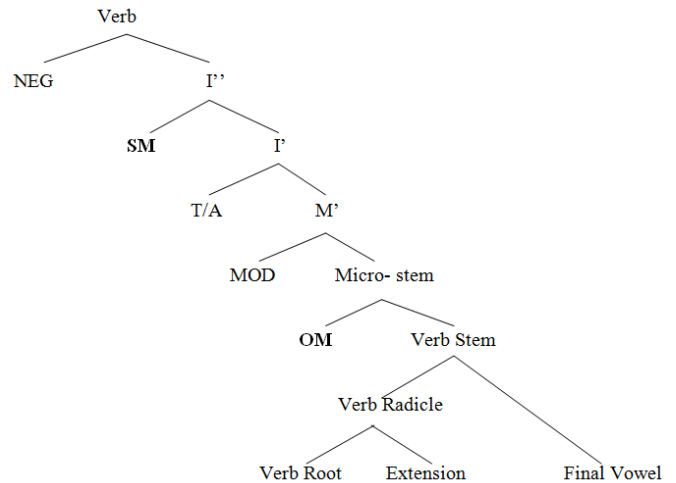 Verb
NEG I’’
SM I’
T/A M’
MOD Micro- stem
OM Verb Stem
Verb Radicle
Verb Root Extension Final Vowel